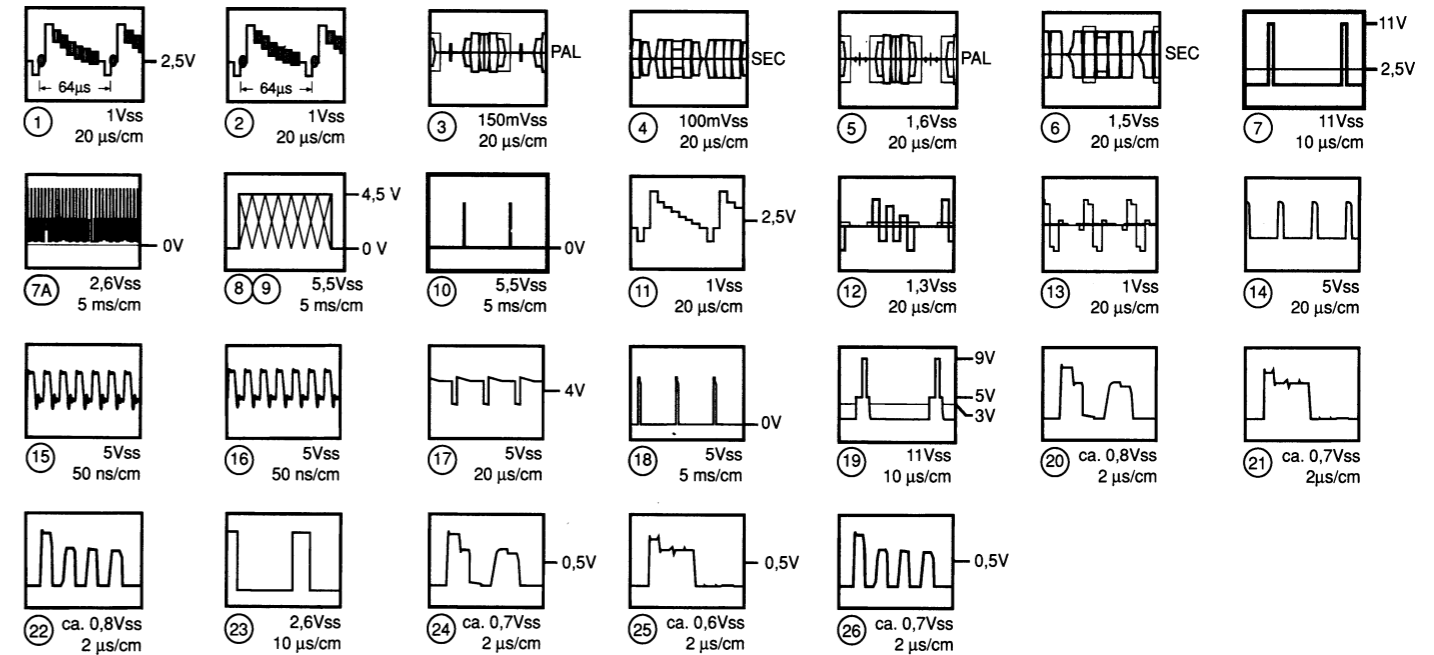 2,5V
64µs
1 1Vss
20 µs/cm
64µs
2 1Vss
20 µs/cm
PAL
3 150mVss
20 µs/cm
SEC
4 100mVss
20 µs/cm
PAL
5 1,6Vss
20 µs/cm
SEC
6 1,5Vss
20 µs/cm
11V
2,5V
7 11Vss
10 µs/cm
0V
7A 2,6Vss
5 ms/cm
4,5 V
0 V
8 9 5,5Vss
5 ms/cm
0V
10 5,5Vss
5 ms/cm
2,5V
11 1Vss
20 µs/cm
12 1,3Vss
20 µs/cm
13 1Vss
20 µs/cm
14 5Vss
20 µs/cm
15 5Vss
50 ns/cm
16 5Vss
50 ns/cm
4V
17 5Vss
20 µs/cm
0V
18 5Vss
5 ms/cm
9V
5V
3V
19 11Vss
10 µs/cm
20 ca. 0,8Vss
2 µs/cm
21 ca. 0,7Vss
2µs/cm
22 ca. 0,8Vss
2 µs/cm
23 2,6Vss
10 µs/cm
0,5V
24 ca. 0,7Vss
2 µs/cm
0,5V
25 ca. 0,6Vss
2 µs/cm
0,5V
26 ca. 0,7Vss
2 µs/cm